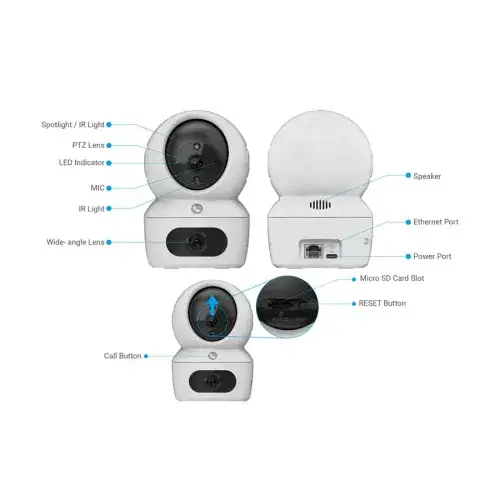 Spotlight / IR Light
PTZ Lens
LED Indicator
MIC
IR Light
Wide- angle Lens
Speaker
Ethernet Port
Power Port
Micro SD Card Slot
RESET Button
Call Button